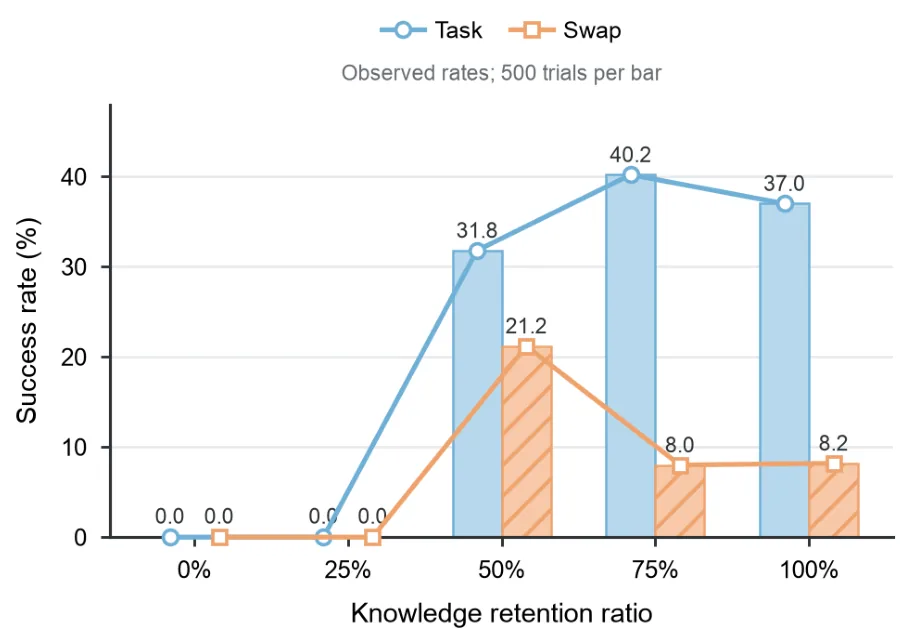 Task Swap
Observed rates; 500 trials per bar
Success rate (%)
40
30
20
10
0
0.0 0.0 0.0 0.0 31.8 21.2 40.2 8.0 37.0 8.2
0% 25% 50% 75% 100%
Knowledge retention ratio